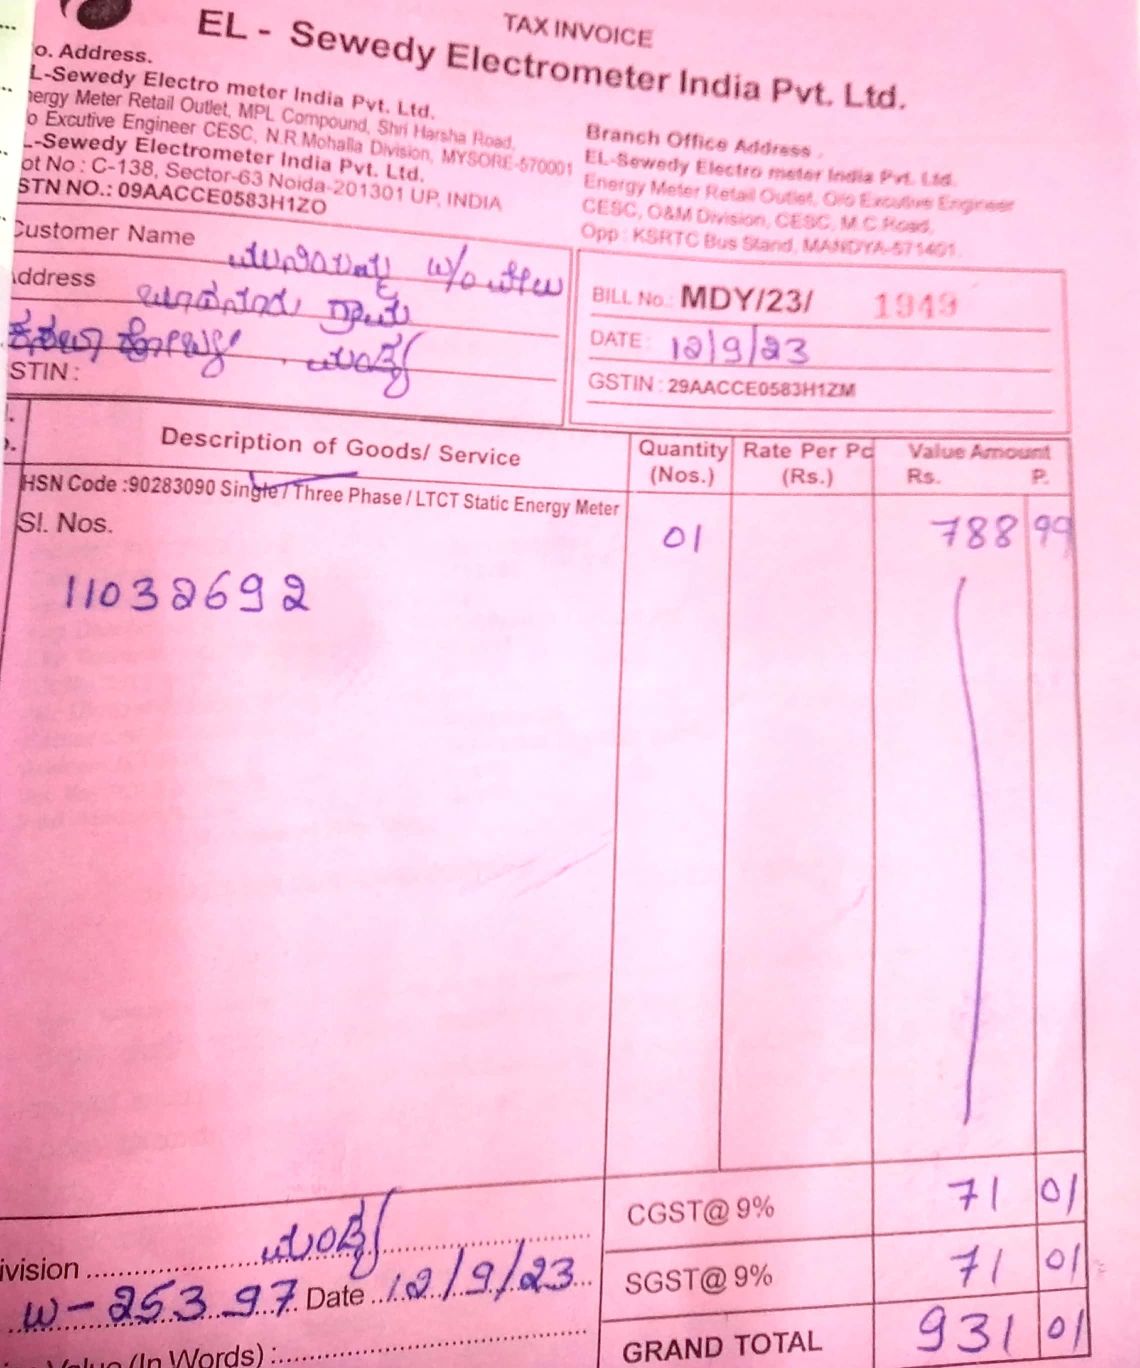 TAX INVOICE
EL - Sewedy Electrometer India Pvt. Ltd.
o. Address.
L-Sewedy Electro meter India Pvt. Ltd.
nergy Meter Retail Outlet, MPL Compound, Shri Harsha Road,
o Excutive Engineer CESC, N.R.Mohalla Division, MYSORE-570001
-Sewedy Electrometer India Pvt. Ltd.
ot No : C-138, Sector-63 Noida-201301 UP, INDIA
STN NO.: 09AACCE0583H1ZO
Branch Office Address .
EL-Sewedy Electro meter India Pvt. Ltd.
Energy Meter Retail Outlet, O/o Excutive Engineer
CESC, O&M Division, CESC, M.C.Road,
Opp : KSRTC Bus Stand, MANDYA-571401.
Customer Name w/o
Address ಗ್ರಾಮ
ಮಂಡ್ಯ
STIN :
BILL No.: MDY/23/ 1949
DATE : 12/9/23
GSTIN : 29AACCE0583H1ZM
Description of Goods/ Service Quantity (Nos.) Rate Per Pc (Rs.) Value Amount Rs. P.
HSN Code :90283090 Single / Three Phase / LTCT Static Energy Meter
Sl. Nos. 01 788 99
11032692
CGST@ 9% 71 01
SGST@ 9% 71 01
GRAND TOTAL 931 01
ivision ಮಂಡ್ಯ
W-25397 Date 12/9/23
Value (In Words) :